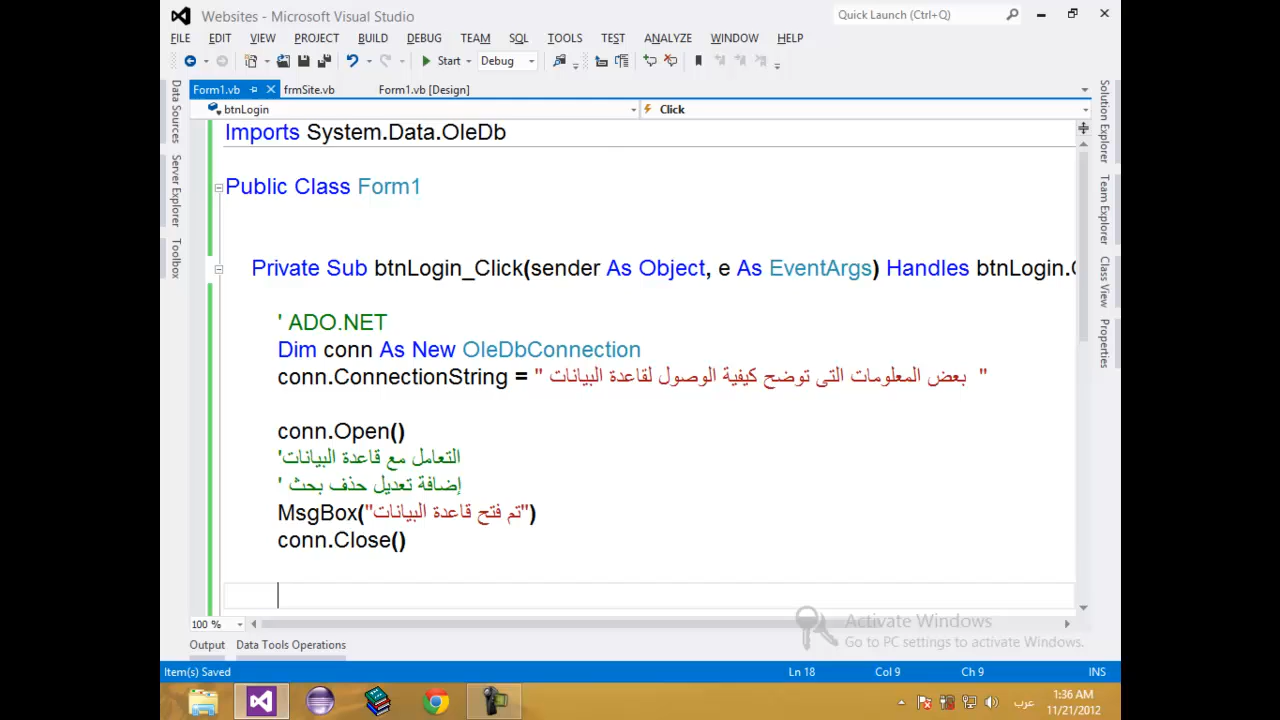 Websites - Microsoft Visual Studio
Quick Launch (Ctrl+Q)
FILE EDIT VIEW PROJECT BUILD DEBUG TEAM SQL TOOLS TEST ANALYZE WINDOW HELP
Start Debug
Form1.vb frmSite.vb Form1.vb [Design]
btnLogin Click
Imports System.Data.OleDb
Public Class Form1
Private Sub btnLogin_Click(sender As Object, e As EventArgs) Handles btnLogin.
' ADO.NET
Dim conn As New OleDbConnection
conn.ConnectionString = " بعض المعلومات التى توضح كيفية الوصول لقاعدة البيانات "
conn.Open()
'التعامل مع قاعدة البيانات
' إضافة تعديل حذف بحث
MsgBox("تم فتح قاعدة البيانات")
conn.Close()
100 %
Activate Windows
Go to PC settings to activate Windows.
Output Data Tools Operations
Item(s) Saved Ln 18 Col 9 Ch 9 INS
Data Sources
Server Explorer
Toolbox
Solution Explorer
Team Explorer
Class View
Properties
عرب
1:36 AM
11/21/2012